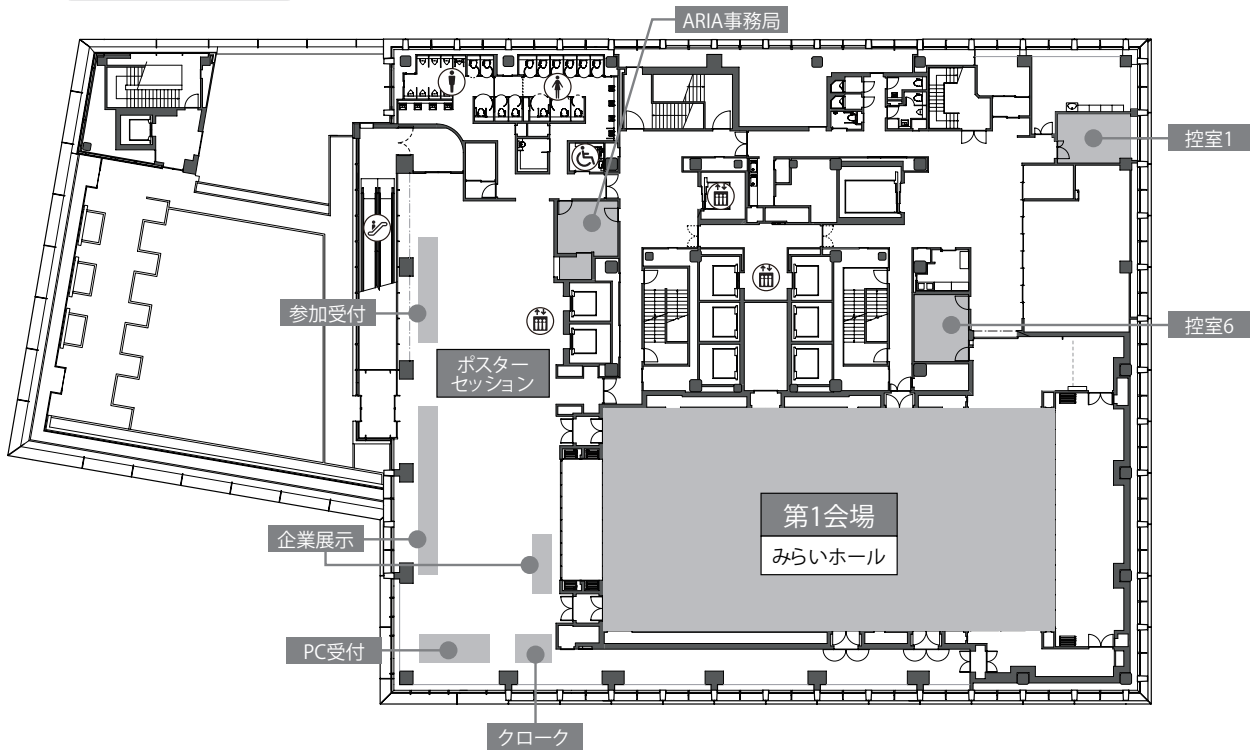 ARIA事務局
控室1
控室6
参加受付
ポスター
セッション
企業展示
第1会場
みらいホール
PC受付
クローク